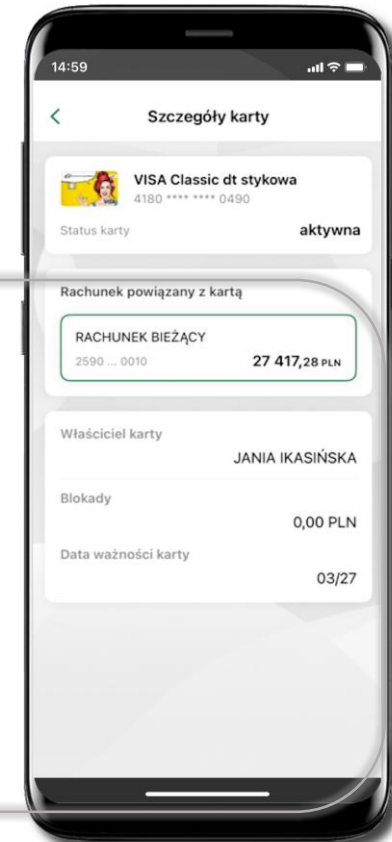 14:59
Szczegóły karty
VISA Classic dt stykowa
4180 **** **** 0490
Status karty aktywna
Rachunek powiązany z kartą
RACHUNEK BIEŻĄCY
2590 ... 0010 27 417,28 PLN
Właściciel karty
JANIA IKASIŃSKA
Blokady
0,00 PLN
Data ważności karty
03/27